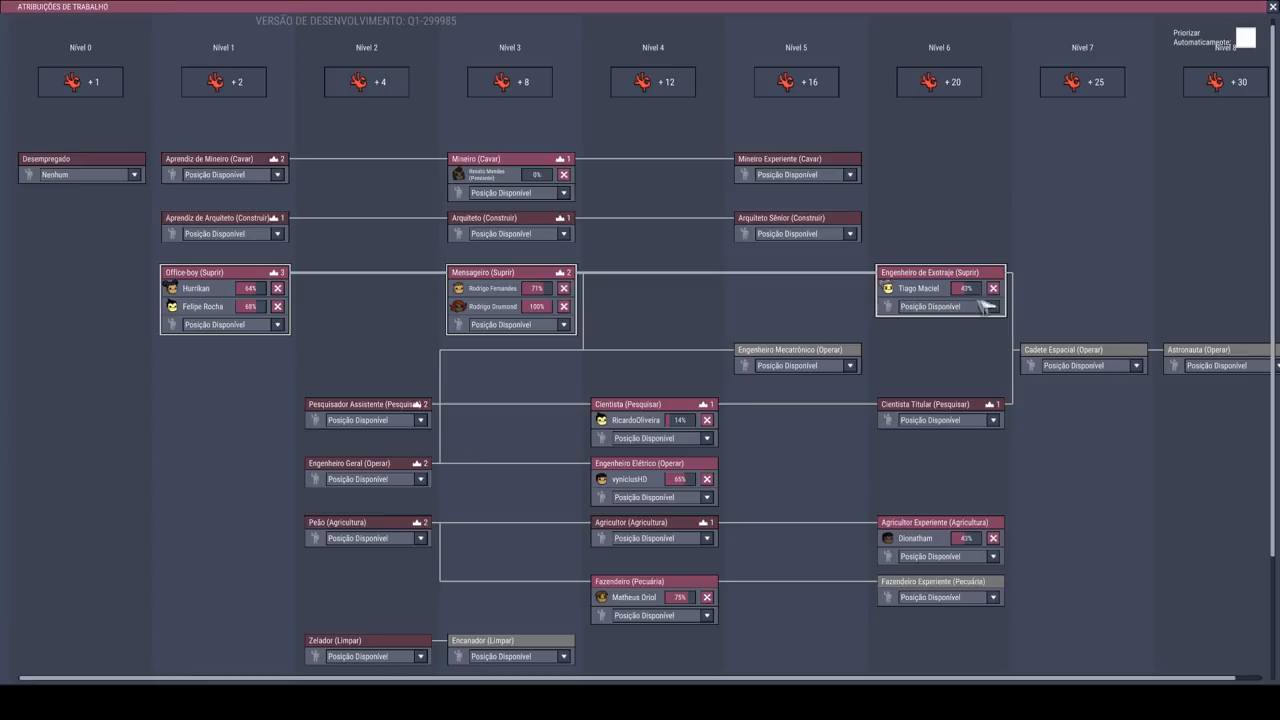 ATRIBUIÇÕES DE TRABALHO
VERSÃO DE DESENVOLVIMENTO: Q1-299985
Priorizar
Automaticamente:
Nível 0
Nível 1
Nível 2
Nível 3
Nível 4
Nível 5
Nível 6
Nível 7
Nível 8
+ 1
+ 2
+ 4
+ 8
+ 12
+ 16
+ 20
+ 25
+ 30
Desempregado
Nenhum
Aprendiz de Mineiro (Cavar) 2
Posição Disponível
Mineiro (Cavar) 1
Renato Mendes
(Pendente) 0%
Posição Disponível
Mineiro Experiente (Cavar)
Posição Disponível
Aprendiz de Arquiteto (Construir) 1
Posição Disponível
Arquiteto (Construir) 1
Posição Disponível
Arquiteto Sênior (Construir)
Posição Disponível
Office-boy (Suprir) 3
Hurrikan 64%
Felipe Rocha 68%
Posição Disponível
Mensageiro (Suprir) 2
Rodrigo Fernandes 71%
Rodrigo Drumond 100%
Posição Disponível
Engenheiro de Exotraje (Suprir)
Tiago Maciel 43%
Posição Disponível
Engenheiro Mecatrônico (Operar)
Posição Disponível
Cadete Espacial (Operar)
Posição Disponível
Astronauta (Operar)
Posição Disponível
Pesquisador Assistente (Pesquisar) 2
Posição Disponível
Cientista (Pesquisar) 1
RicardoOliveira 14%
Posição Disponível
Cientista Titular (Pesquisar) 1
Posição Disponível
Engenheiro Geral (Operar) 2
Posição Disponível
Engenheiro Elétrico (Operar)
vyniciusHD 65%
Posição Disponível
Peão (Agricultura) 2
Posição Disponível
Agricultor (Agricultura) 1
Posição Disponível
Agricultor Experiente (Agricultura)
Dionatham 43%
Posição Disponível
Fazendeiro (Pecuária)
Matheus Oriol 75%
Posição Disponível
Fazendeiro Experiente (Pecuária)
Posição Disponível
Zelador (Limpar)
Posição Disponível
Encanador (Limpar)
Posição Disponível